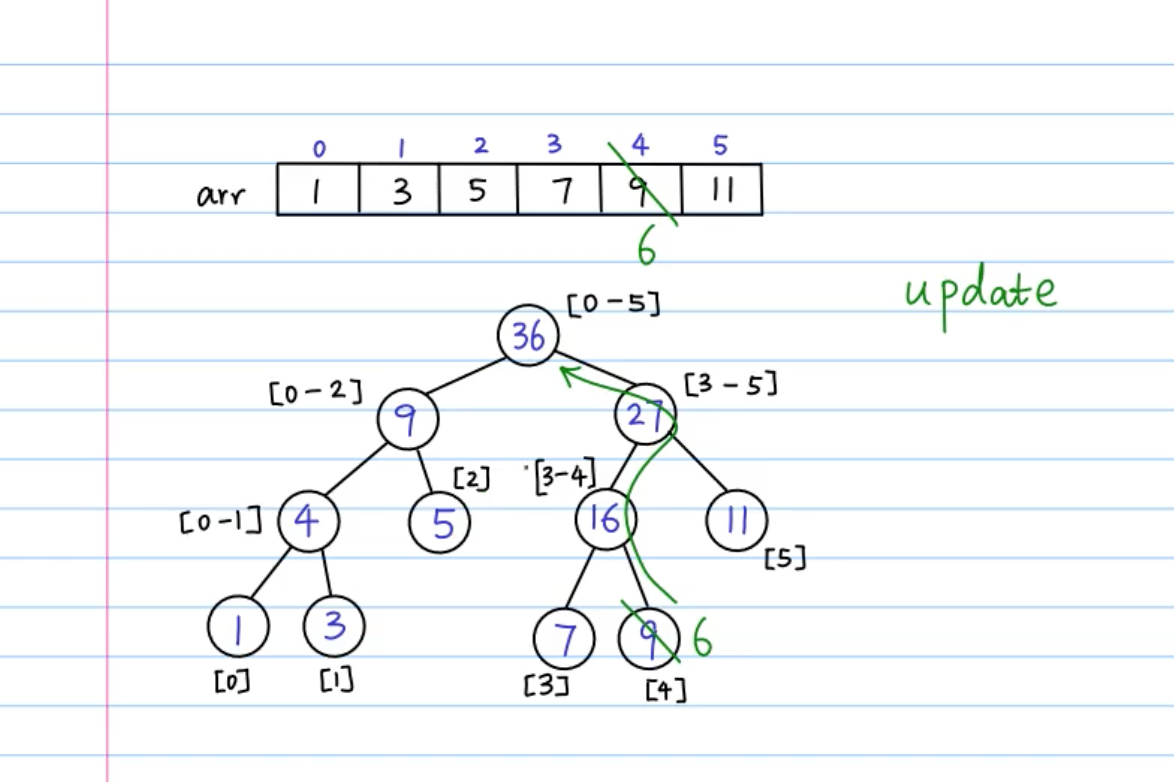 0 1 2 3 4 5
arr 1 3 5 7 9 11
6
update
[0-5]
36
[0-2] [3-5]
9 27
[2] [3-4]
[0-1] 4 5 16 11
[5]
1 3 7 9 6
[0] [1] [3] [4]